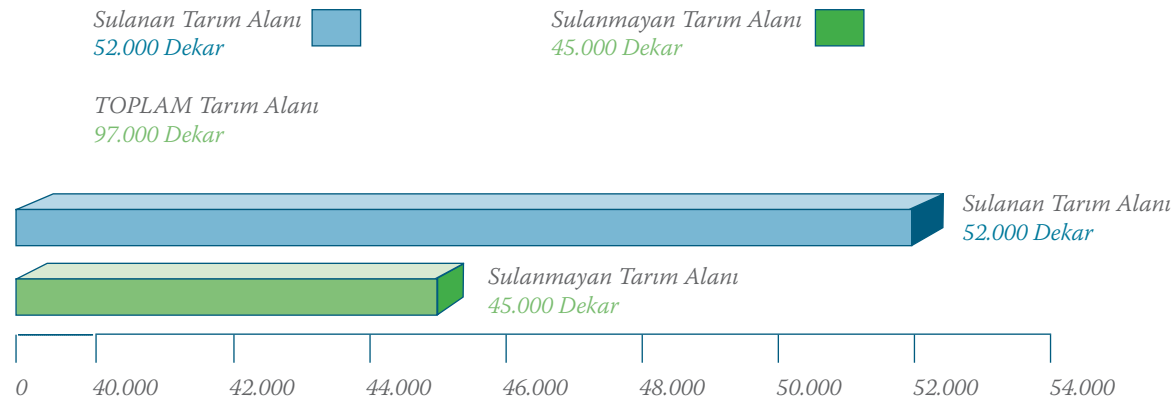 Sulanan Tarım Alanı
52.000 Dekar
Sulanmayan Tarım Alanı
45.000 Dekar
TOPLAM Tarım Alanı
97.000 Dekar
Sulanan Tarım Alanı
52.000 Dekar
Sulanmayan Tarım Alanı
45.000 Dekar
0 40.000 42.000 44.000 46.000 48.000 50.000 52.000 54.000